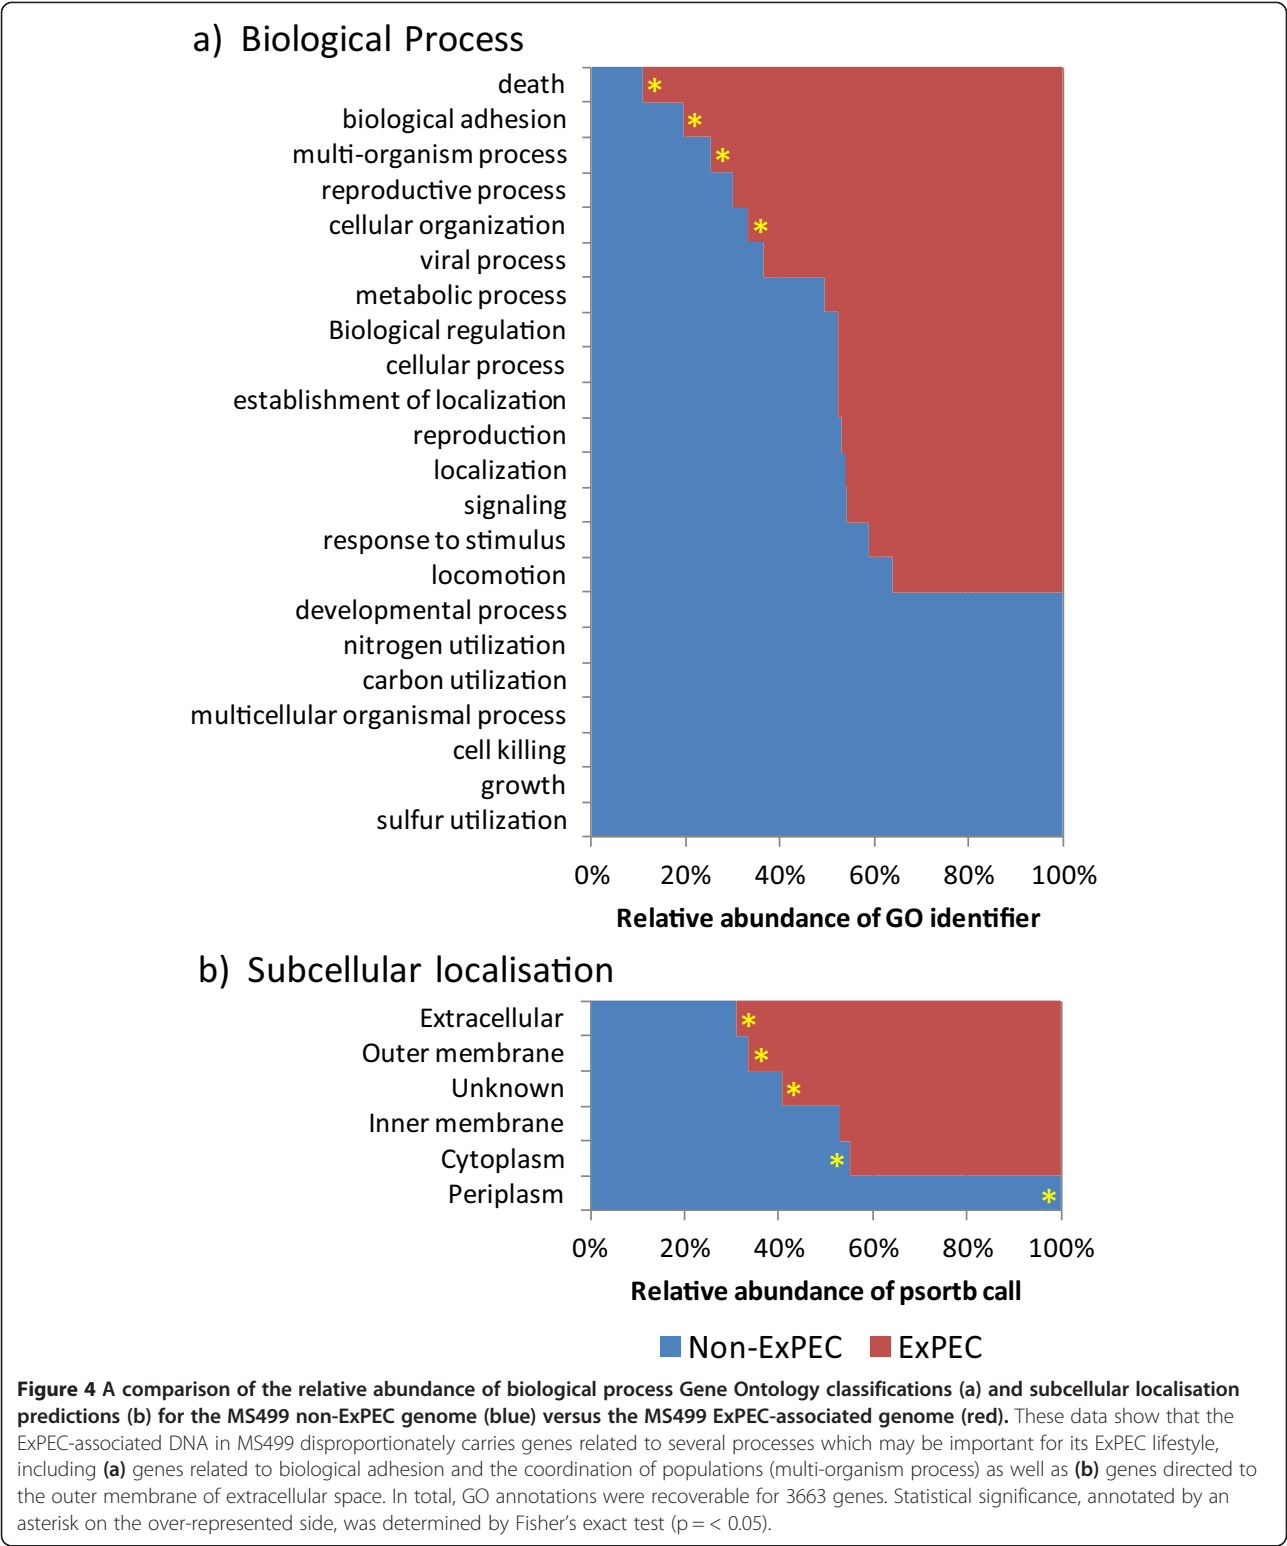 a) Biological Process
death
*
biological adhesion
*
multi-organism process
*
reproductive process
cellular organization
*
viral process
metabolic process
Biological regulation
cellular process
establishment of localization
reproduction
localization
signaling
response to stimulus
locomotion
developmental process
nitrogen utilization
carbon utilization
multicellular organismal process
cell killing
growth
sulfur utilization
0% 20% 40% 60% 80% 100%
Relative abundance of GO identifier
b) Subcellular localisation
Extracellular
*
Outer membrane
*
Unknown
*
Inner membrane
Cytoplasm
*
Periplasm
*
0% 20% 40% 60% 80% 100%
Relative abundance of psortb call
Non-ExPEC ExPEC
Figure 4 A comparison of the relative abundance of biological process Gene Ontology classifications (a) and subcellular localisation
predictions (b) for the MS499 non-ExPEC genome (blue) versus the MS499 ExPEC-associated genome (red). These data show that the
ExPEC-associated DNA in MS499 disproportionately carries genes related to several processes which may be important for its ExPEC lifestyle,
including (a) genes related to biological adhesion and the coordination of populations (multi-organism process) as well as (b) genes directed to
the outer membrane of extracellular space. In total, GO annotations were recoverable for 3663 genes. Statistical significance, annotated by an
asterisk on the over-represented side, was determined by Fisher's exact test (p = < 0.05).